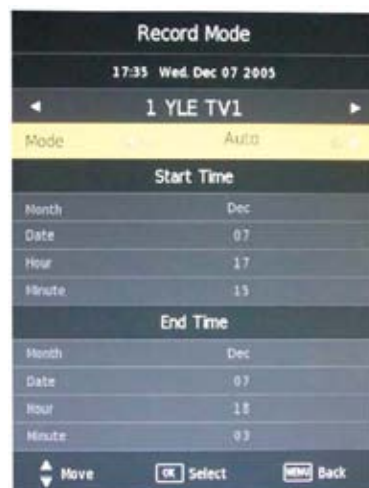 Record Mode
17:35 Wed. Dec 07 2005
1 YLE TV1
Mode Auto
Start Time
Month Dec
Date 07
Hour 17
Minute 15
End Time
Month Dec
Date 07
Hour 18
Minute 03
Move OK Select MENU Back